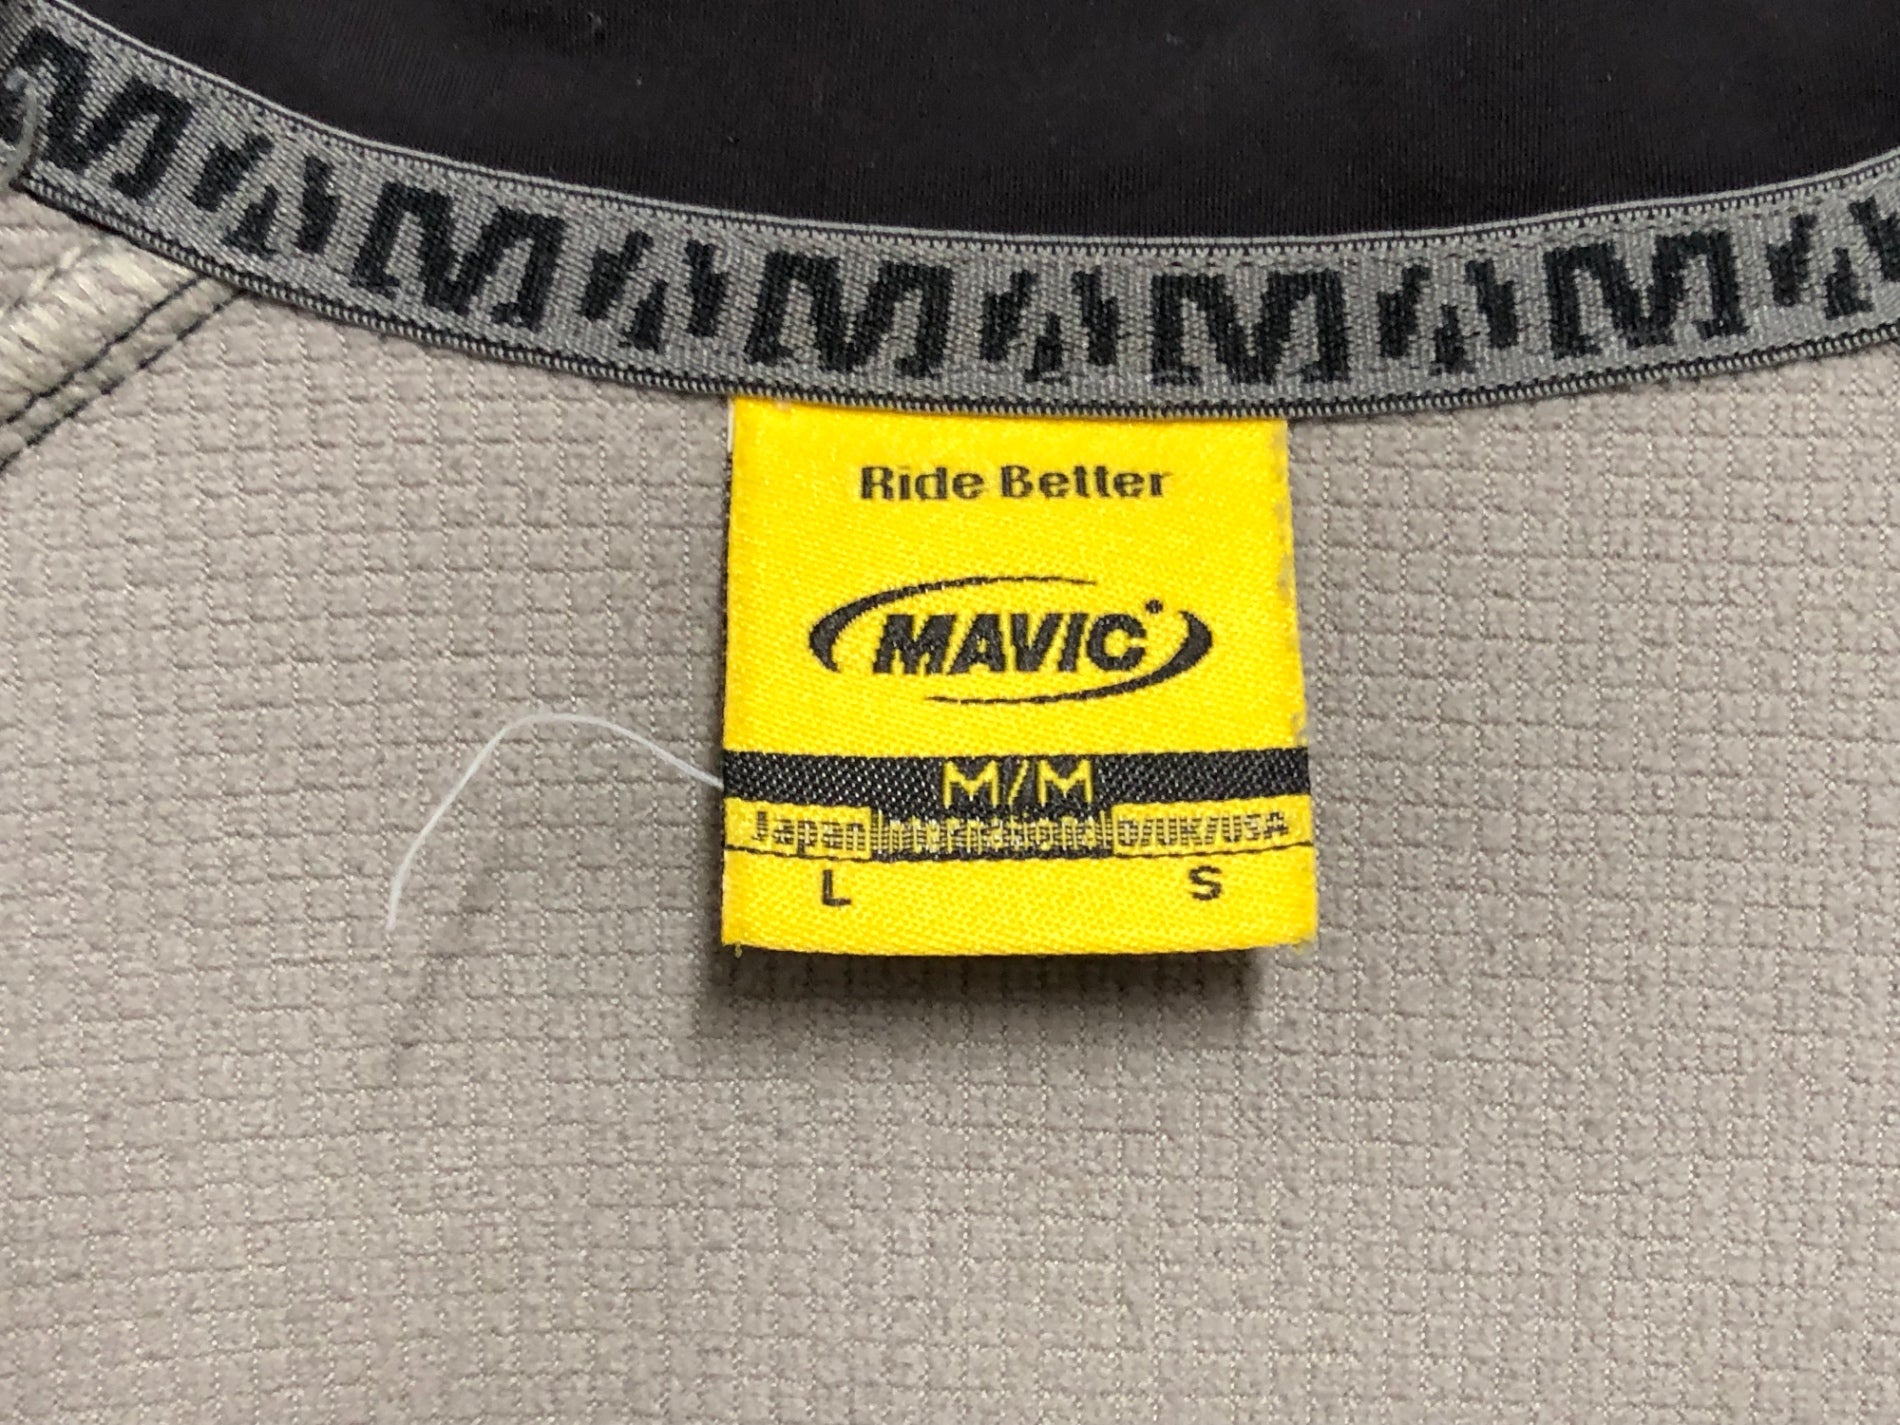 Ride Better
MAVIC
M/M
Japan International D/UK/USA
L S